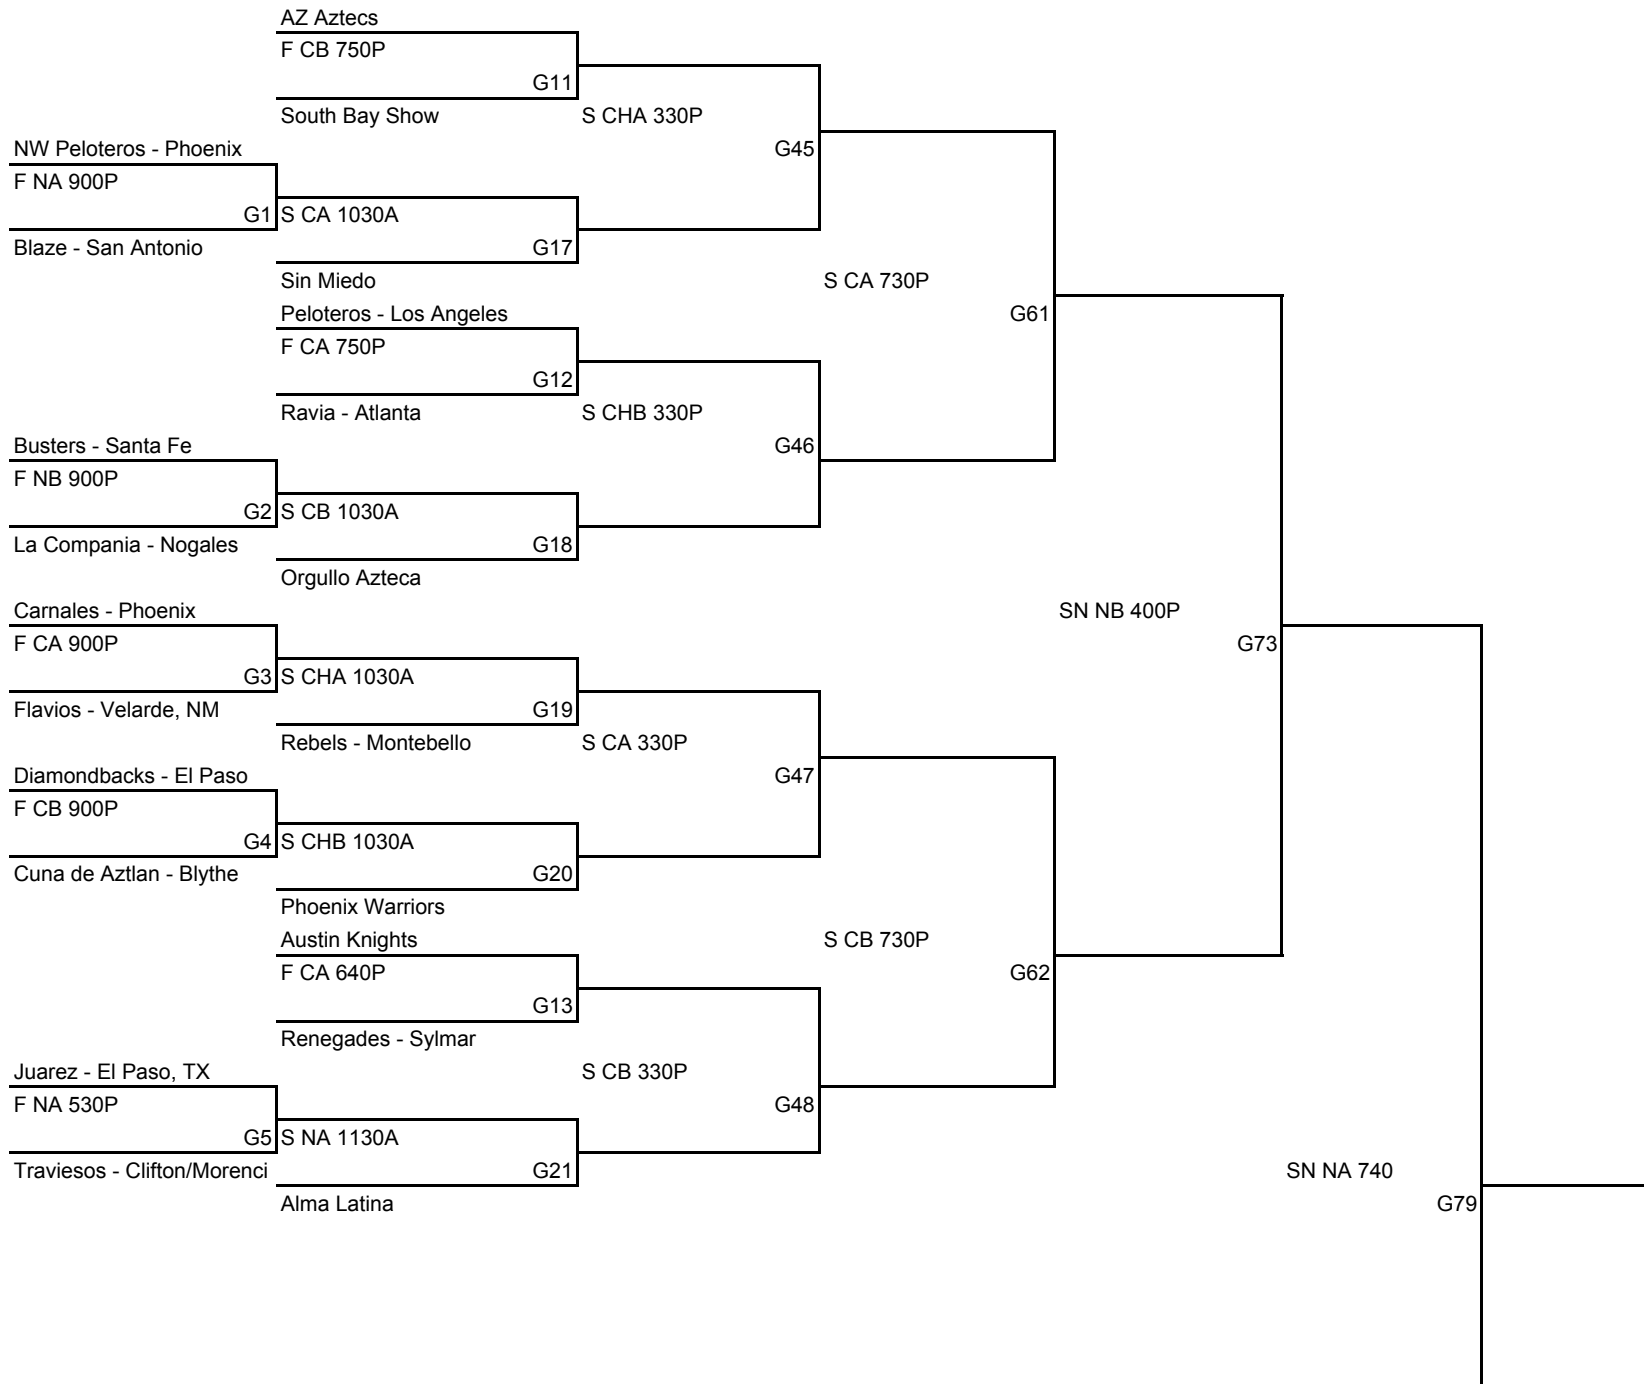 AZ Aztecs
F CB 750P
G11
South Bay Show
S CHA 330P
NW Peloteros - Phoenix
G45
F NA 900P
G1
S CA 1030A
Blaze - San Antonio
G17
Sin Miedo
S CA 730P
Peloteros - Los Angeles
G61
F CA 750P
G12
Ravia - Atlanta
S CHB 330P
Busters - Santa Fe
G46
F NB 900P
G2
S CB 1030A
La Compania - Nogales
G18
Orgullo Azteca
Carnales - Phoenix
SN NB 400P
F CA 900P
G73
G3
S CHA 1030A
Flavios - Velarde, NM
G19
Rebels - Montebello
S CA 330P
Diamondbacks - El Paso
G47
F CB 900P
G4
S CHB 1030A
Cuna de Aztlan - Blythe
G20
Phoenix Warriors
Austin Knights
S CB 730P
F CA 640P
G62
G13
Renegades - Sylmar
Juarez - El Paso, TX
S CB 330P
F NA 530P
G48
G5
S NA 1130A
Traviesos - Clifton/Morenci
G21
SN NA 740
Alma Latina
G79